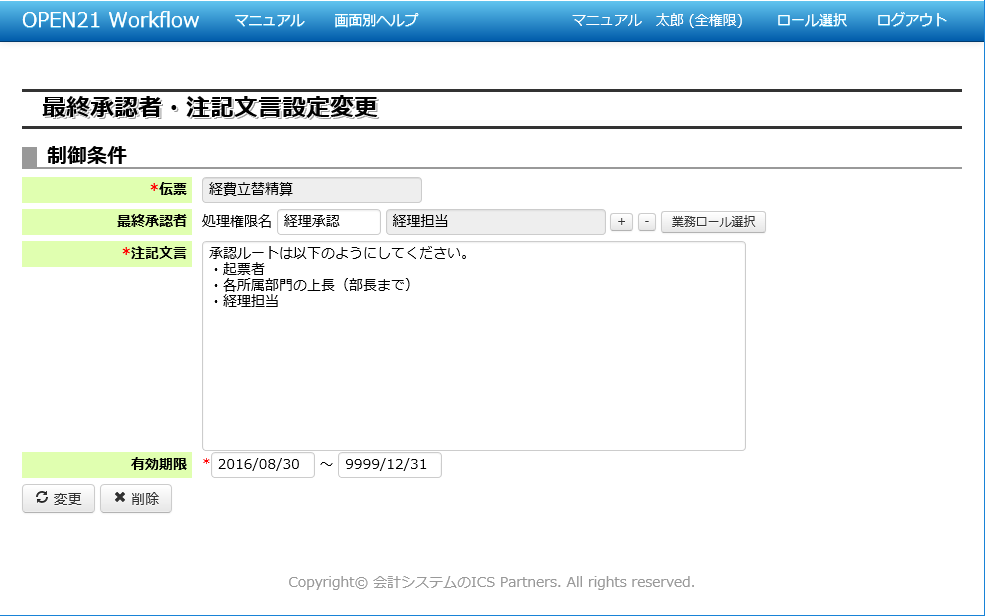 OPEN21 Workflow マニュアル 画面別ヘルプ マニュアル 太郎 (全権限) ロール選択 ログアウト
最終承認者・注記文言設定変更
制御条件
*伝票 経費立替精算
最終承認者 処理権限名 経理承認 経理担当 + - 業務ロール選択
*注記文言 承認ルートは以下のようにしてください。
・起票者
・各所属部門の上長（部長まで）
・経理担当
有効期限 * 2016/08/30 ～ 9999/12/31
変更 削除
Copyright© 会計システムのICS Partners. All rights reserved.